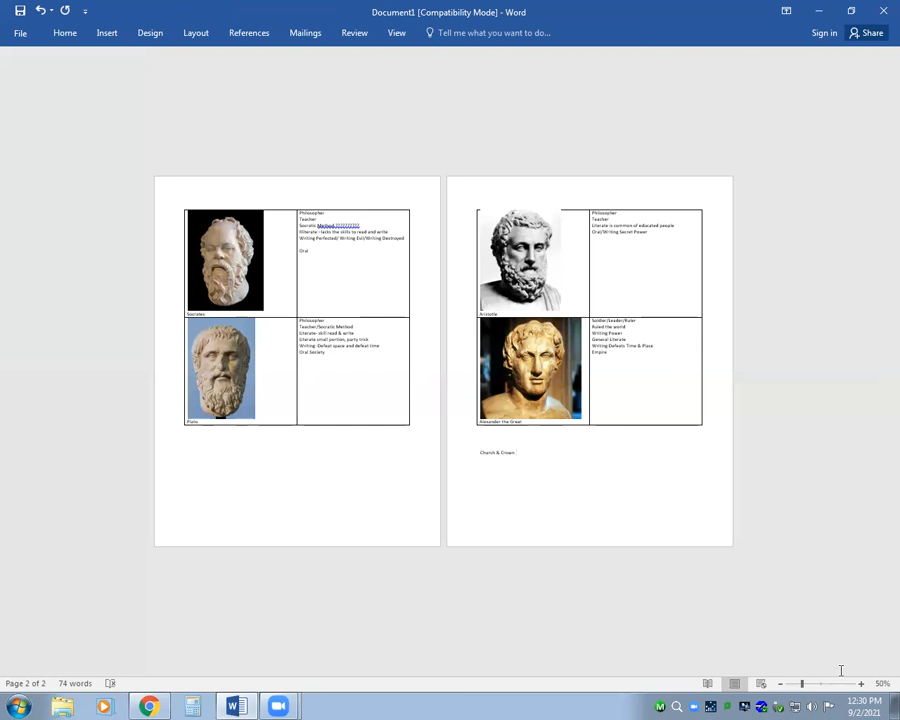 Document1 [Compatibility Mode] - Word
File Home Insert Design Layout References Mailings Review View Tell me what you want to do... Sign in Share
Philosopher
Teacher
Socratic Method ??????????
Illiterate –lacks the skills to read and write
Writing Perfected/ Writing Evil/Writing Destroyed
Oral
Socrates
Philosopher
Teacher/Socratic Method
Literate- skill read & write
Literate small portion, party trick
Writing: Defeat space and defeat time
Oral Society
Plato
Philosopher
Teacher
Literate is common of educated people
Oral/Writing Secret Power
Aristotle
Soldier/Leader/Ruler
Ruled the world
Writing Power
General Literate
Writing Defeats Time & Place
Empire
Alexander the Great
Church & Crown
Page 2 of 2 74 words 50%
12:30 PM
9/2/2021